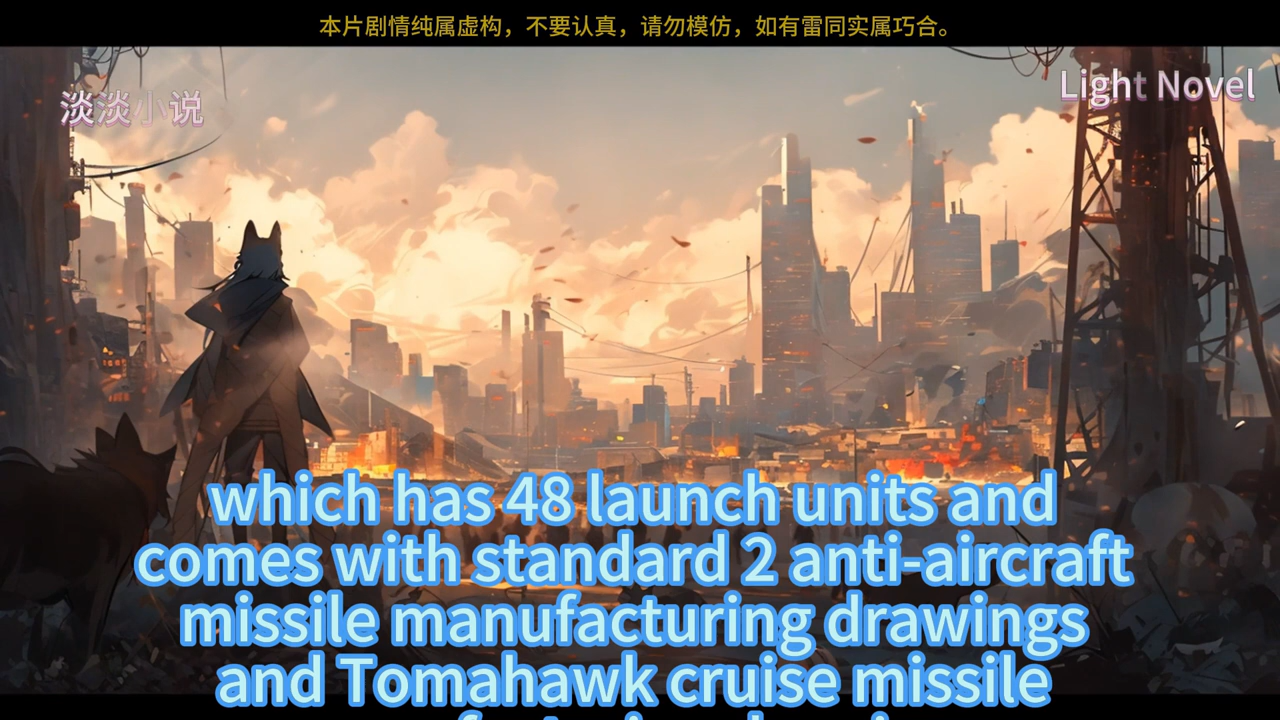 本片剧情纯属虚构，不要认真，请勿模仿，如有雷同实属巧合。
淡淡小说
Light Novel
which has 48 launch units and
comes with standard 2 anti-aircraft
missile manufacturing drawings
and Tomahawk cruise missile